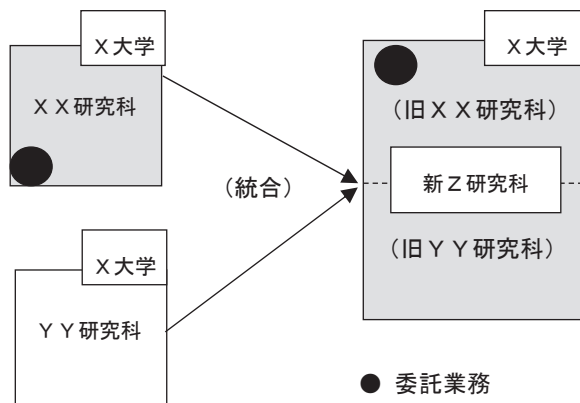 X大学
XX研究科
(統合)
X大学
YY研究科
X大学
(旧XX研究科)
新Z研究科
(旧YY研究科)
● 委託業務